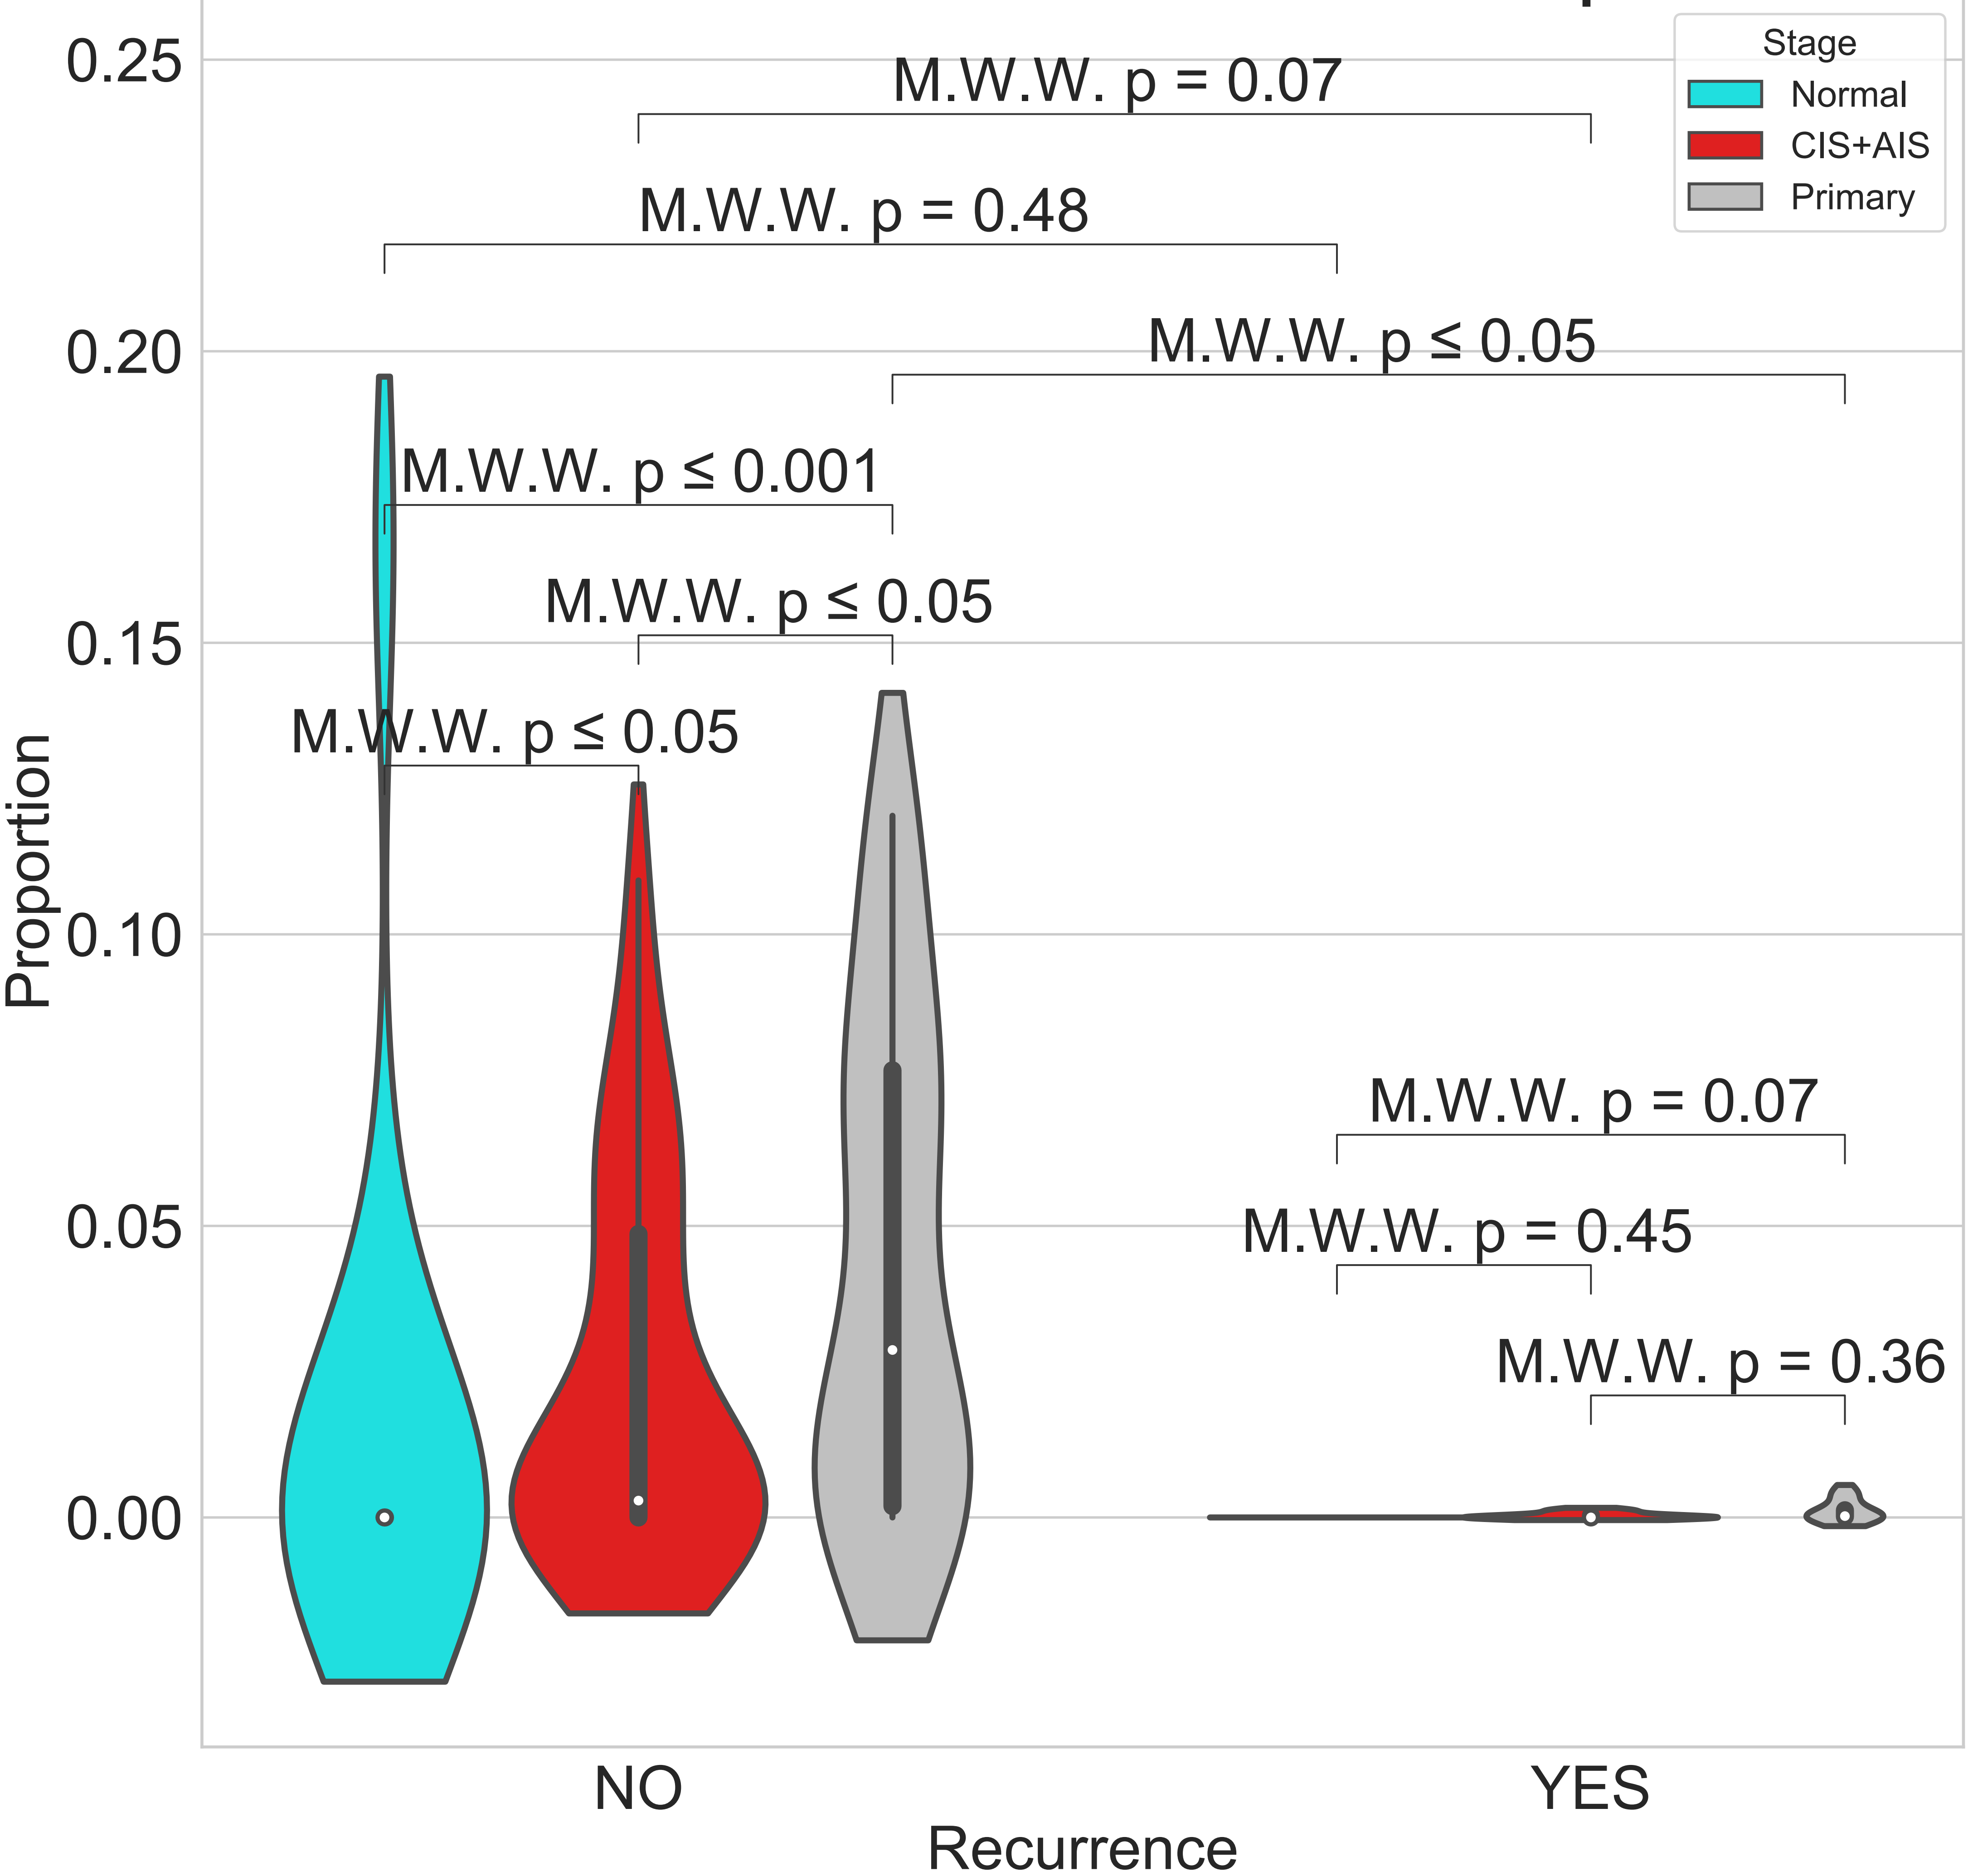 0.25
0.20
0.15
0.10
0.05
0.00
Proportion
M.W.W. p = 0.07
M.W.W. p = 0.48
M.W.W. p ≤ 0.05
M.W.W. p ≤ 0.001
M.W.W. p ≤ 0.05
M.W.W. p ≤ 0.05
M.W.W. p = 0.07
M.W.W. p = 0.45
M.W.W. p = 0.36
Stage
Normal
CIS+AIS
Primary
NO
YES
Recurrence